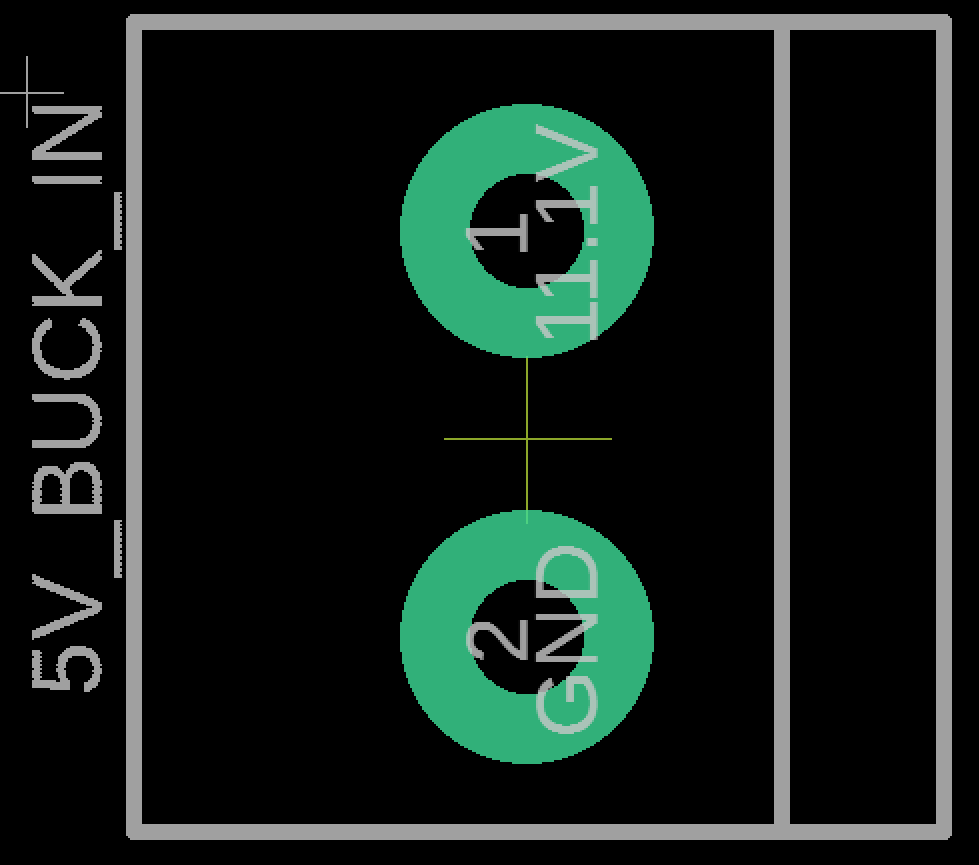 5V_BUCK_IN
1
11.1V
2
GND